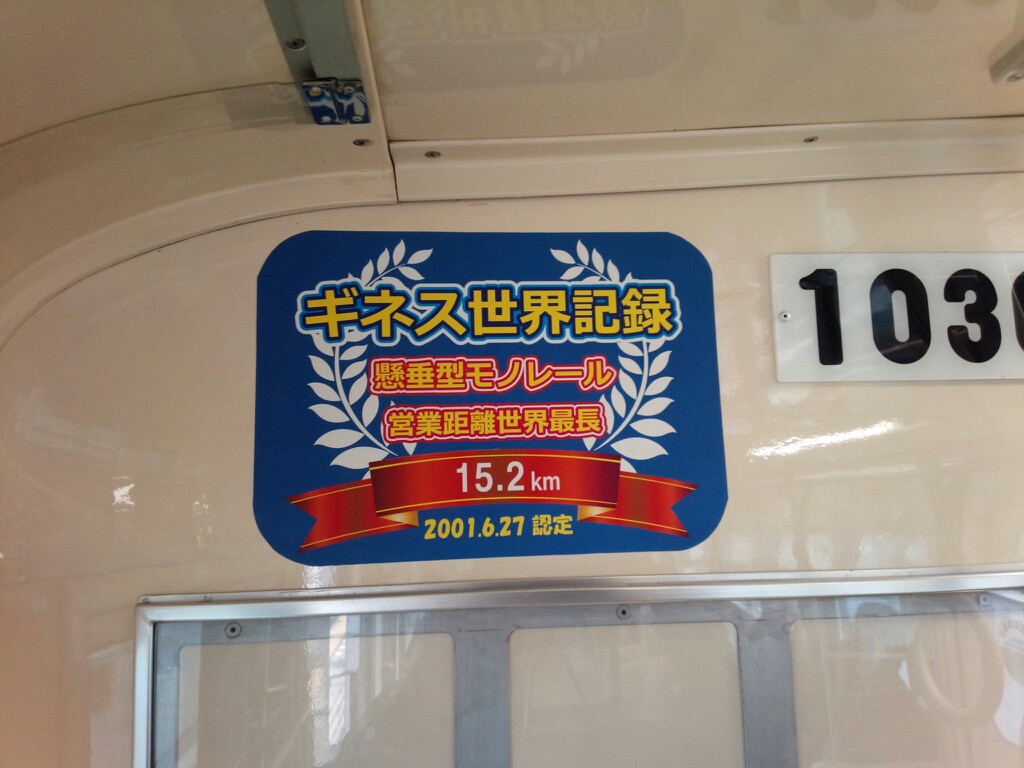 ギネス世界記録
懸垂型モノレール
営業距離世界最長
15.2km
2001.6.27 認定
103